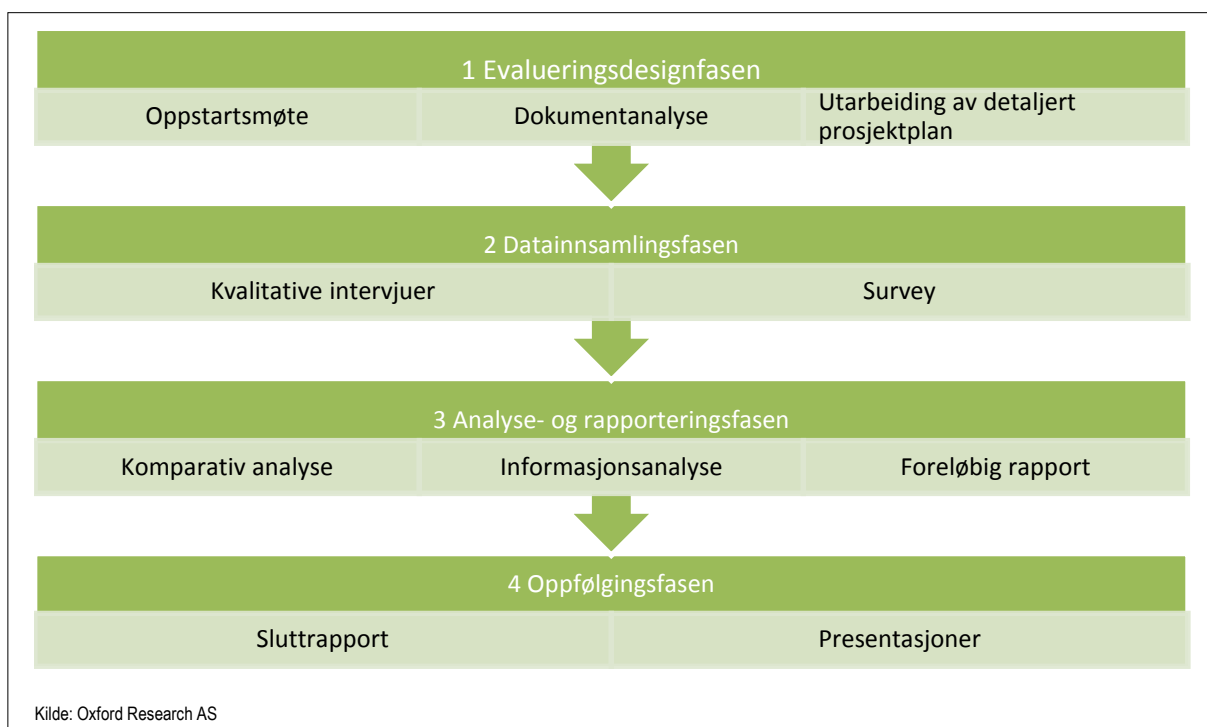 1 Evalueringsdesignfasen
Oppstartsmøte
Dokumentanalyse
Utarbeiding av detaljert
prosjektplan
2 Datainnsamlingsfasen
Kvalitative intervjuer
Survey
3 Analyse- og rapporteringsfasen
Komparativ analyse
Informasjonsanalyse
Foreløbig rapport
4 Oppfølgingsfasen
Sluttrapport
Presentasjoner
Kilde: Oxford Research AS